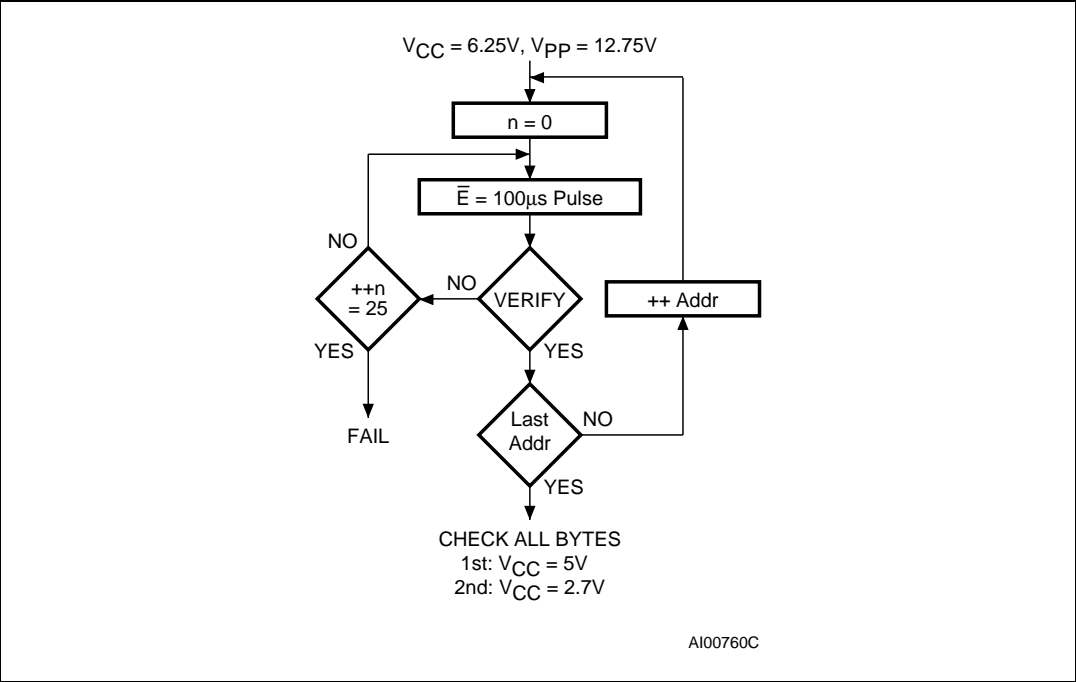 VCC = 6.25V, VPP = 12.75V
n = 0
E̅ = 100µs Pulse
NO
++n
= 25
NO
VERIFY
++ Addr
YES
YES
Last
Addr
NO
FAIL
YES
CHECK ALL BYTES
1st: VCC = 5V
2nd: VCC = 2.7V
AI00760C